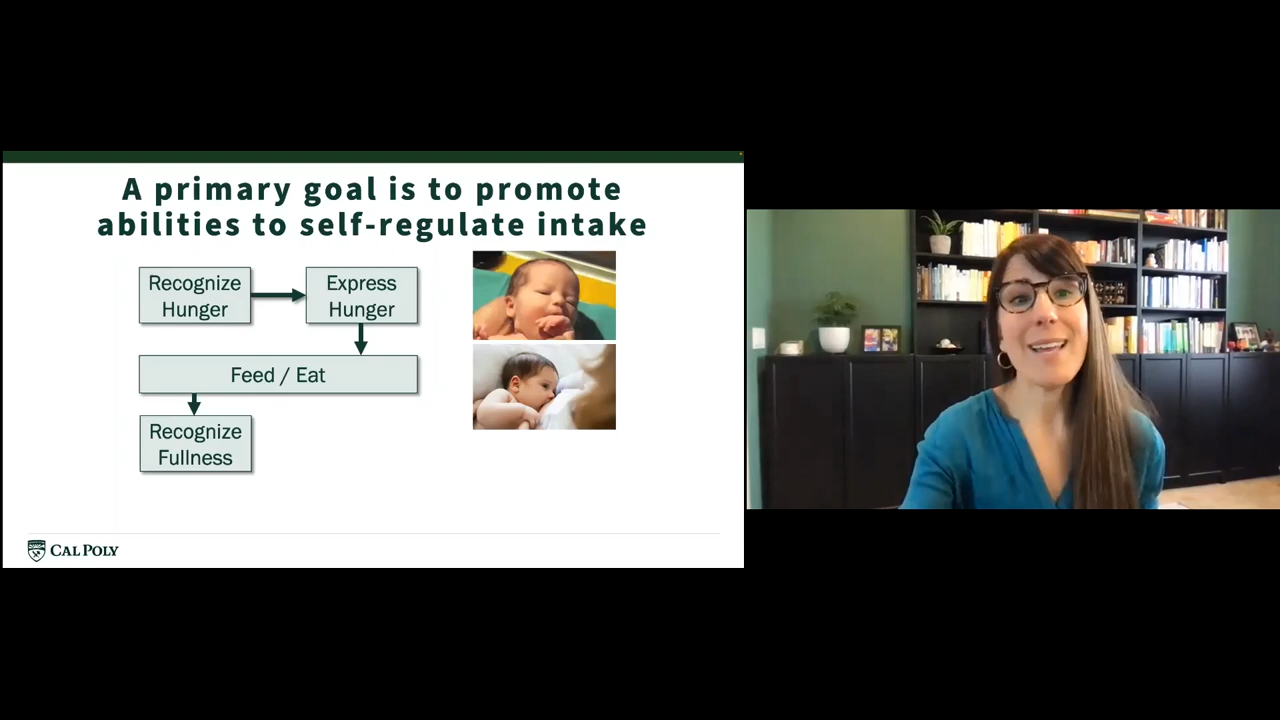 A primary goal is to promote
abilities to self-regulate intake
Recognize
Hunger
Express
Hunger
Feed / Eat
Recognize
Fullness
CAL POLY